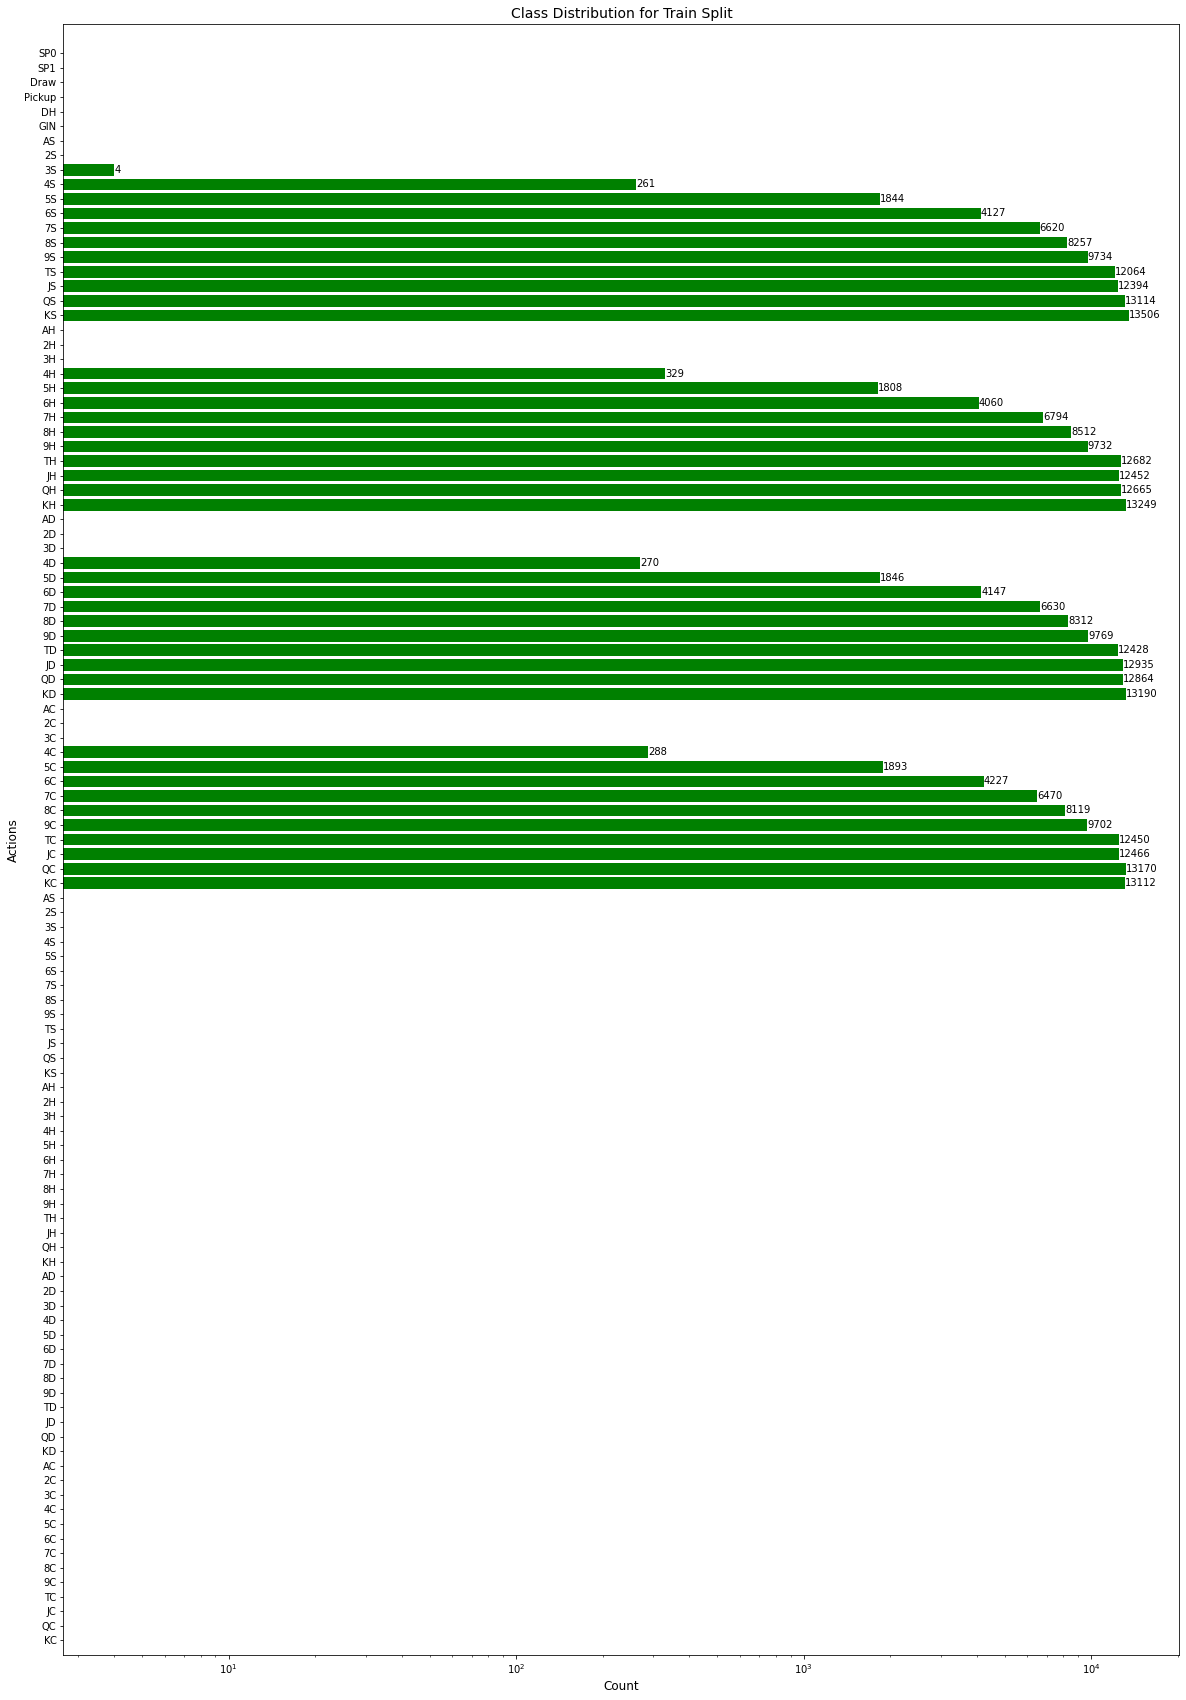 Class Distribution for Train Split
SP0
SP1
Draw
Pickup
DH
GIN
AS
2S
3S 4
4S 261
5S 1844
6S 4127
7S 6620
8S 8257
9S 9734
TS 12064
JS 12394
QS 13114
KS 13506
AH
2H
3H
4H 329
5H 1808
6H 4060
7H 6794
8H 8512
9H 9732
TH 12682
JH 12452
QH 12665
KH 13249
AD
2D
3D
4D 270
5D 1846
6D 4147
7D 6630
8D 8312
9D 9769
TD 12428
JD 12935
QD 12864
KD 13190
AC
2C
3C
4C 288
5C 1893
6C 4227
7C 6470
8C 8119
9C 9702
TC 12450
JC 12466
QC 13170
KC 13112
AS
2S
3S
4S
5S
6S
7S
8S
9S
TS
JS
QS
KS
AH
2H
3H
4H
5H
6H
7H
8H
9H
TH
JH
QH
KH
AD
2D
3D
4D
5D
6D
7D
8D
9D
TD
JD
QD
KD
AC
2C
3C
4C
5C
6C
7C
8C
9C
TC
JC
QC
KC
Actions
10¹ 10² 10³ 10⁴
Count